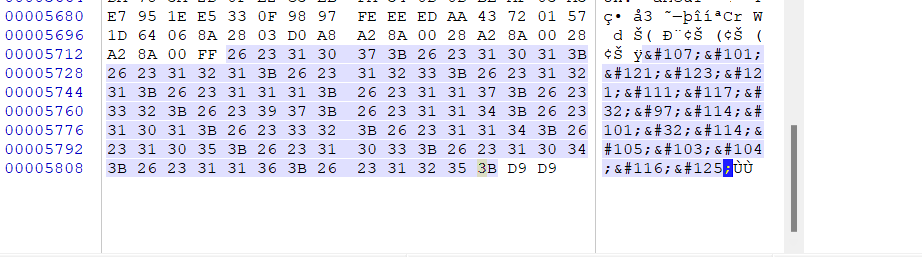 00005680 E7 95 1E E5 33 0F 98 97 FE EE ED AA 43 72 01 57 ç• å3 ˜—þîíªCr W
00005696 1D 64 06 8A 28 03 D0 A8 A2 8A 00 28 A2 8A 00 28 d Š( Ð¨¢Š (¢Š (
00005712 A2 8A 00 FF 26 23 31 30 37 3B 26 23 31 30 31 3B ¢Š ÿ&#107;&#101;
00005728 26 23 31 32 31 3B 26 23 31 32 33 3B 26 23 31 32 &#121;&#123;&#12
00005744 31 3B 26 23 31 31 31 3B 26 23 31 31 37 3B 26 23 1;&#111;&#117;&#
00005760 33 32 3B 26 23 39 37 3B 26 23 31 31 34 3B 26 23 32;&#97;&#114;&#
00005776 31 30 31 3B 26 23 33 32 3B 26 23 31 31 34 3B 26 101;&#32;&#114;&
00005792 23 31 30 35 3B 26 23 31 30 33 3B 26 23 31 30 34 #105;&#103;&#104
00005808 3B 26 23 31 31 36 3B 26 23 31 32 35 3B D9 D9 ;&#116;&#125;ÙÙ